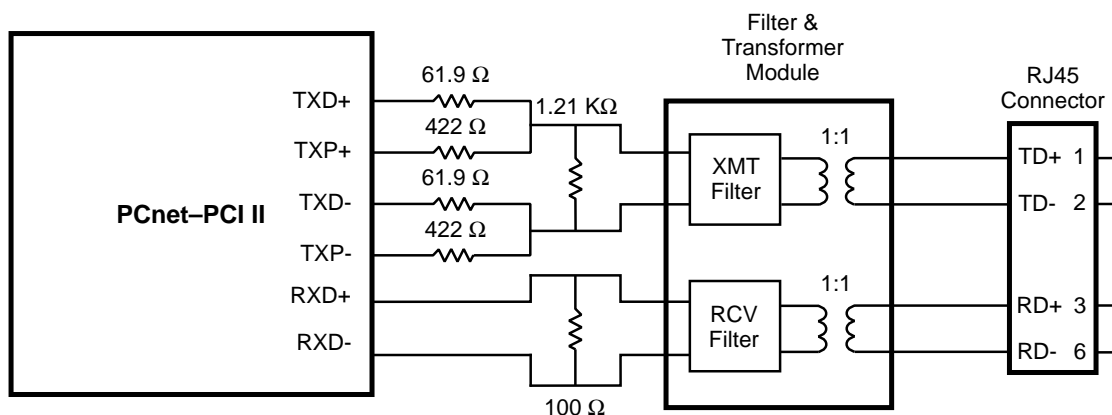 Filter &
Transformer
Module
RJ45
Connector
61.9 Ω
TXD+
1.21 KΩ
422 Ω
TXP+
61.9 Ω
TXD-
422 Ω
TXP-
PCnet–PCI II
RXD+
RXD-
100 Ω
XMT
Filter
1:1
RCV
Filter
1:1
TD+ 1
TD- 2
RD+ 3
RD- 6